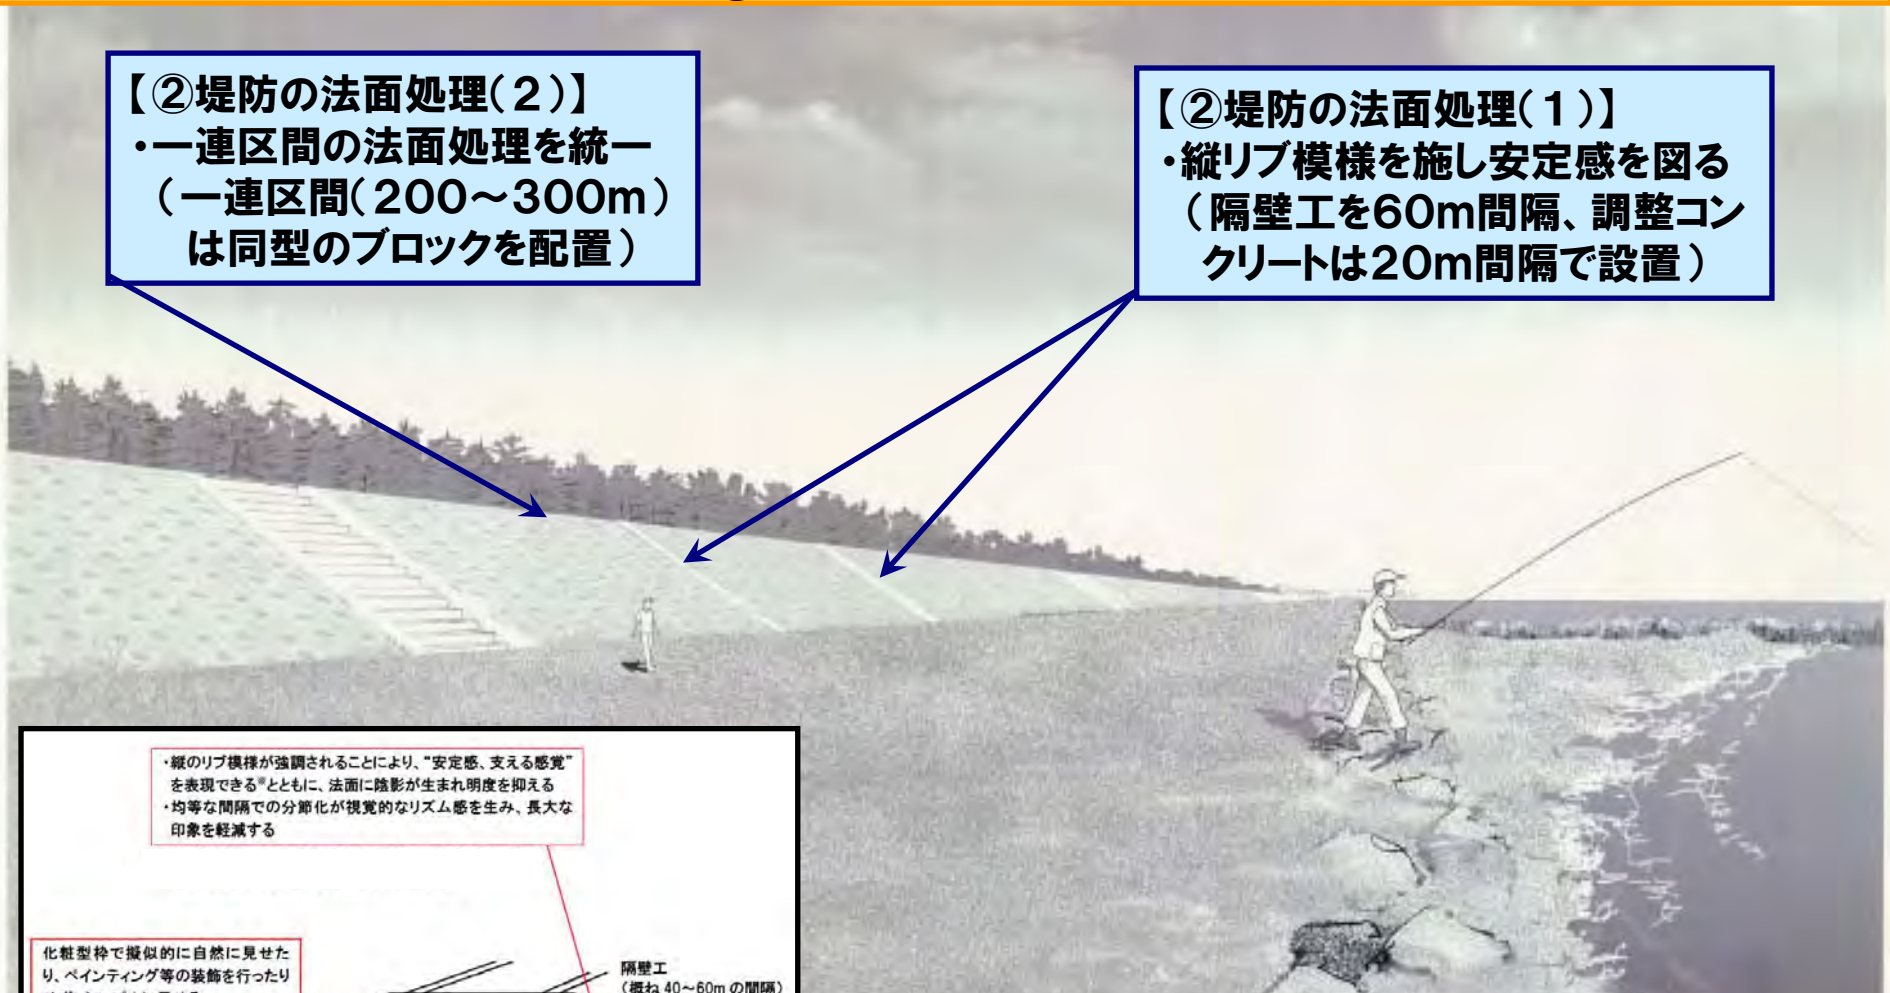 【②堤防の法面処理(2)】
・一連区間の法面処理を統一
(一連区間(200～300m)
は同型のブロックを配置)
【②堤防の法面処理(1)】
・縦リブ模様を施し安定感を図る
(隔壁工を60m間隔、調整コン
クリートは20m間隔で設置)
・縦のリブ模様が強調されることにより、"安定感、支える感覚"
を表現できる※とともに、法面に陰影が生まれ明度を抑える
・均等な間隔での分節化が視覚的なリズム感を生み、長大な
印象を軽減する
化粧型枠で擬似的に自然に見せた
り、ペインティング等の装飾を行ったり
隔壁工
(概ね 40～60m の間隔)